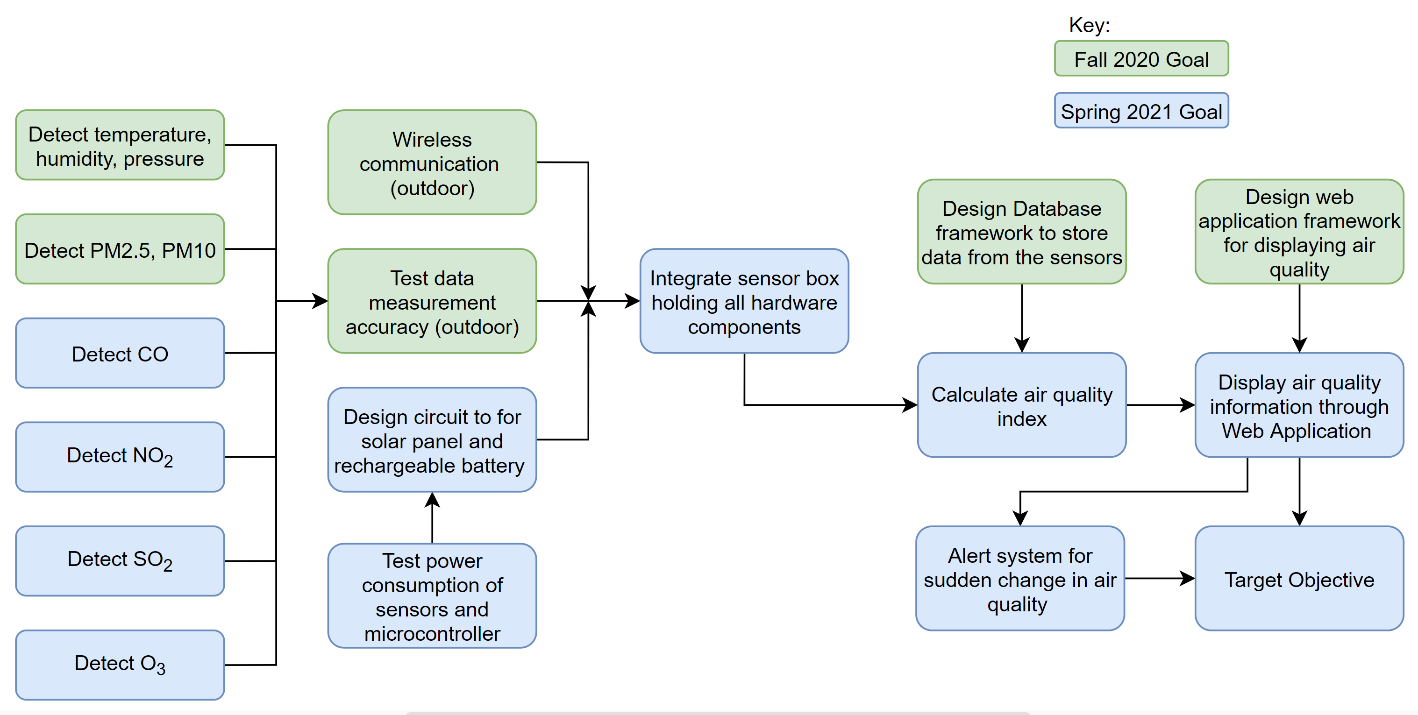 Key:
Fall 2020 Goal
Spring 2021 Goal
Detect temperature,
humidity, pressure
Detect PM2.5, PM10
Detect CO
Detect NO2
Detect SO2
Detect O3
Wireless
communication
(outdoor)
Test data
measurement
accuracy (outdoor)
Design circuit to for
solar panel and
rechargeable battery
Test power
consumption of
sensors and
microcontroller
Integrate sensor box
holding all hardware
components
Design Database
framework to store
data from the sensors
Design web
application framework
for displaying air
quality
Calculate air quality
index
Display air quality
information through
Web Application
Alert system for
sudden change in air
quality
Target Objective